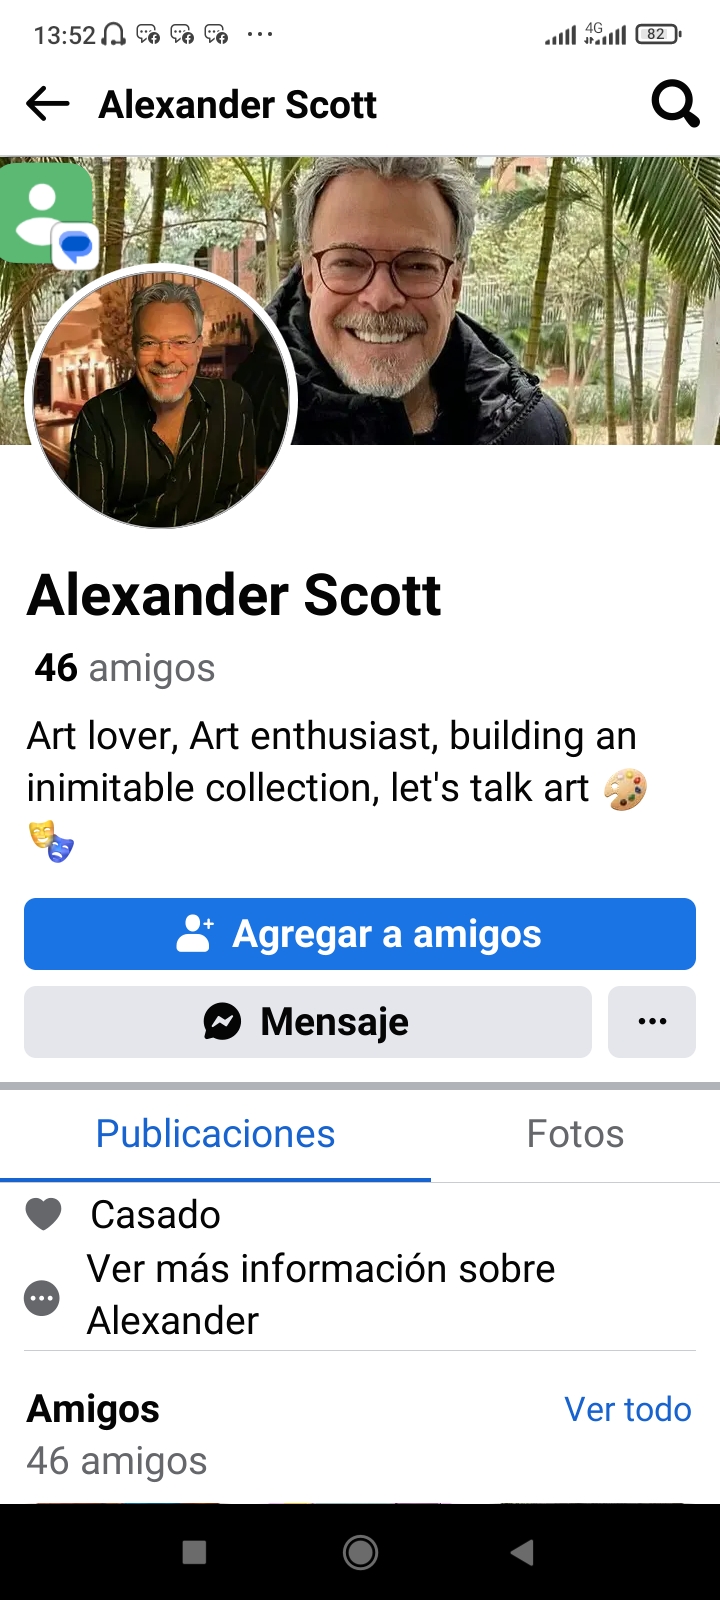 13:52
4G
82
Alexander Scott
Alexander Scott
46 amigos
Art lover, Art enthusiast, building an
inimitable collection, let's talk art 🎨
🎭
Agregar a amigos
Mensaje
Publicaciones
Fotos
Casado
Ver más información sobre
Alexander
Amigos
Ver todo
46 amigos